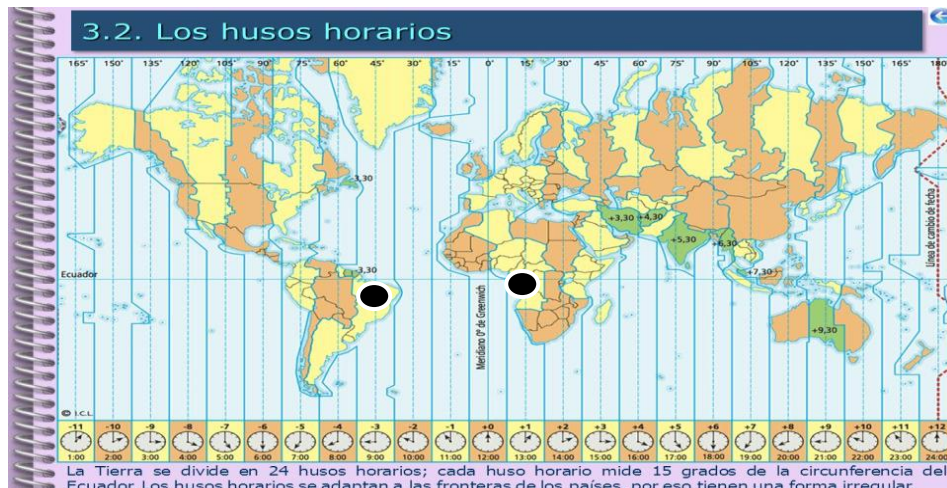 3.2. Los husos horarios
165° 135° 120° 105° 90° 75° 60° 45° 30° 15° 0° 15° 30° 45° 60° 75° 90° 105° 120° 135° 150° 165° 180°
-3,30
+3,30 +4,30
+5,30
+6,30
+7,30
-3,30
+9,30
Ecuador
Meridiano 0º de Greenwich
Línea de cambio de fecha
© I.C.L.
-11 -10 -9 -8 -7 -6 -5 -4 -3 -2 -1 +0 +1 +2 +3 +4 +5 +6 +7 +8 +9 +10 +11 +12
1:00 2:00 3:00 4:00 5:00 6:00 7:00 8:00 9:00 10:00 11:00 12:00 13:00 14:00 15:00 16:00 17:00 18:00 19:00 20:00 21:00 22:00 23:00 24:00
La Tierra se divide en 24 husos horarios; cada huso horario mide 15 grados de la circunferencia del
Ecuador. Los husos horarios se adaptan a las fronteras de los países, por eso tienen una forma irregular.